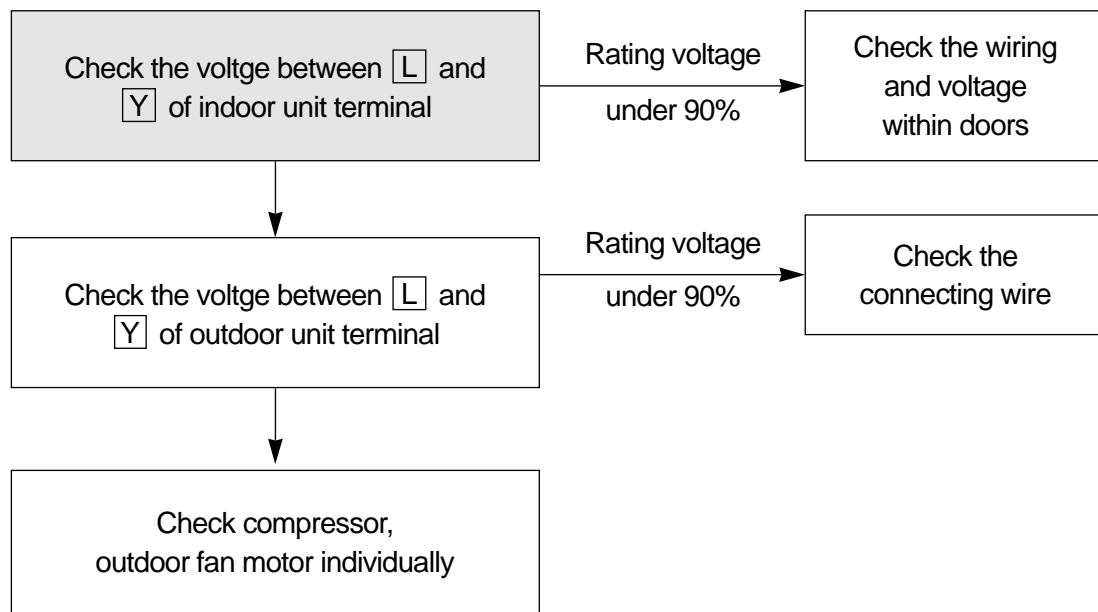 Check the voltge between L and
Y of indoor unit terminal
Rating voltage
under 90%
Check the wiring
and voltage
within doors
Check the voltge between L and
Y of outdoor unit terminal
Rating voltage
under 90%
Check the
connecting wire
Check compressor,
outdoor fan motor individually